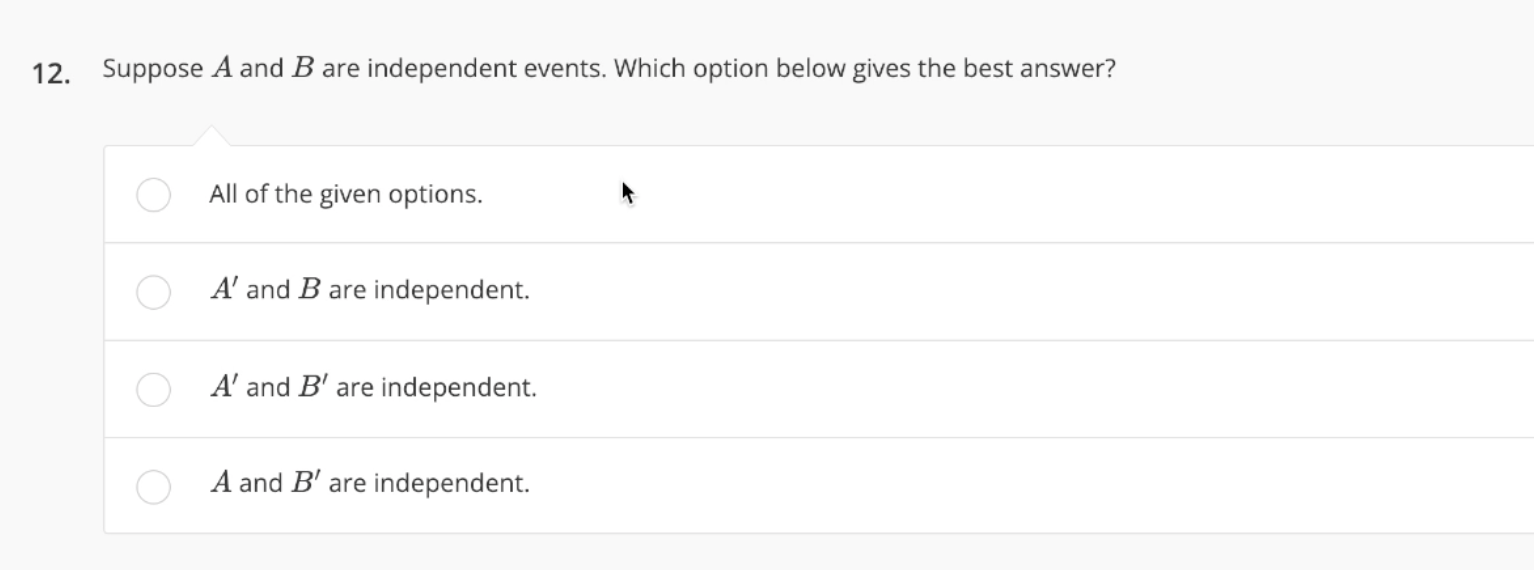 12. Suppose A and B are independent events. Which option below gives the best answer?
All of the given options.
A′ and B are independent.
A′ and B′ are independent.
A and B′ are independent.